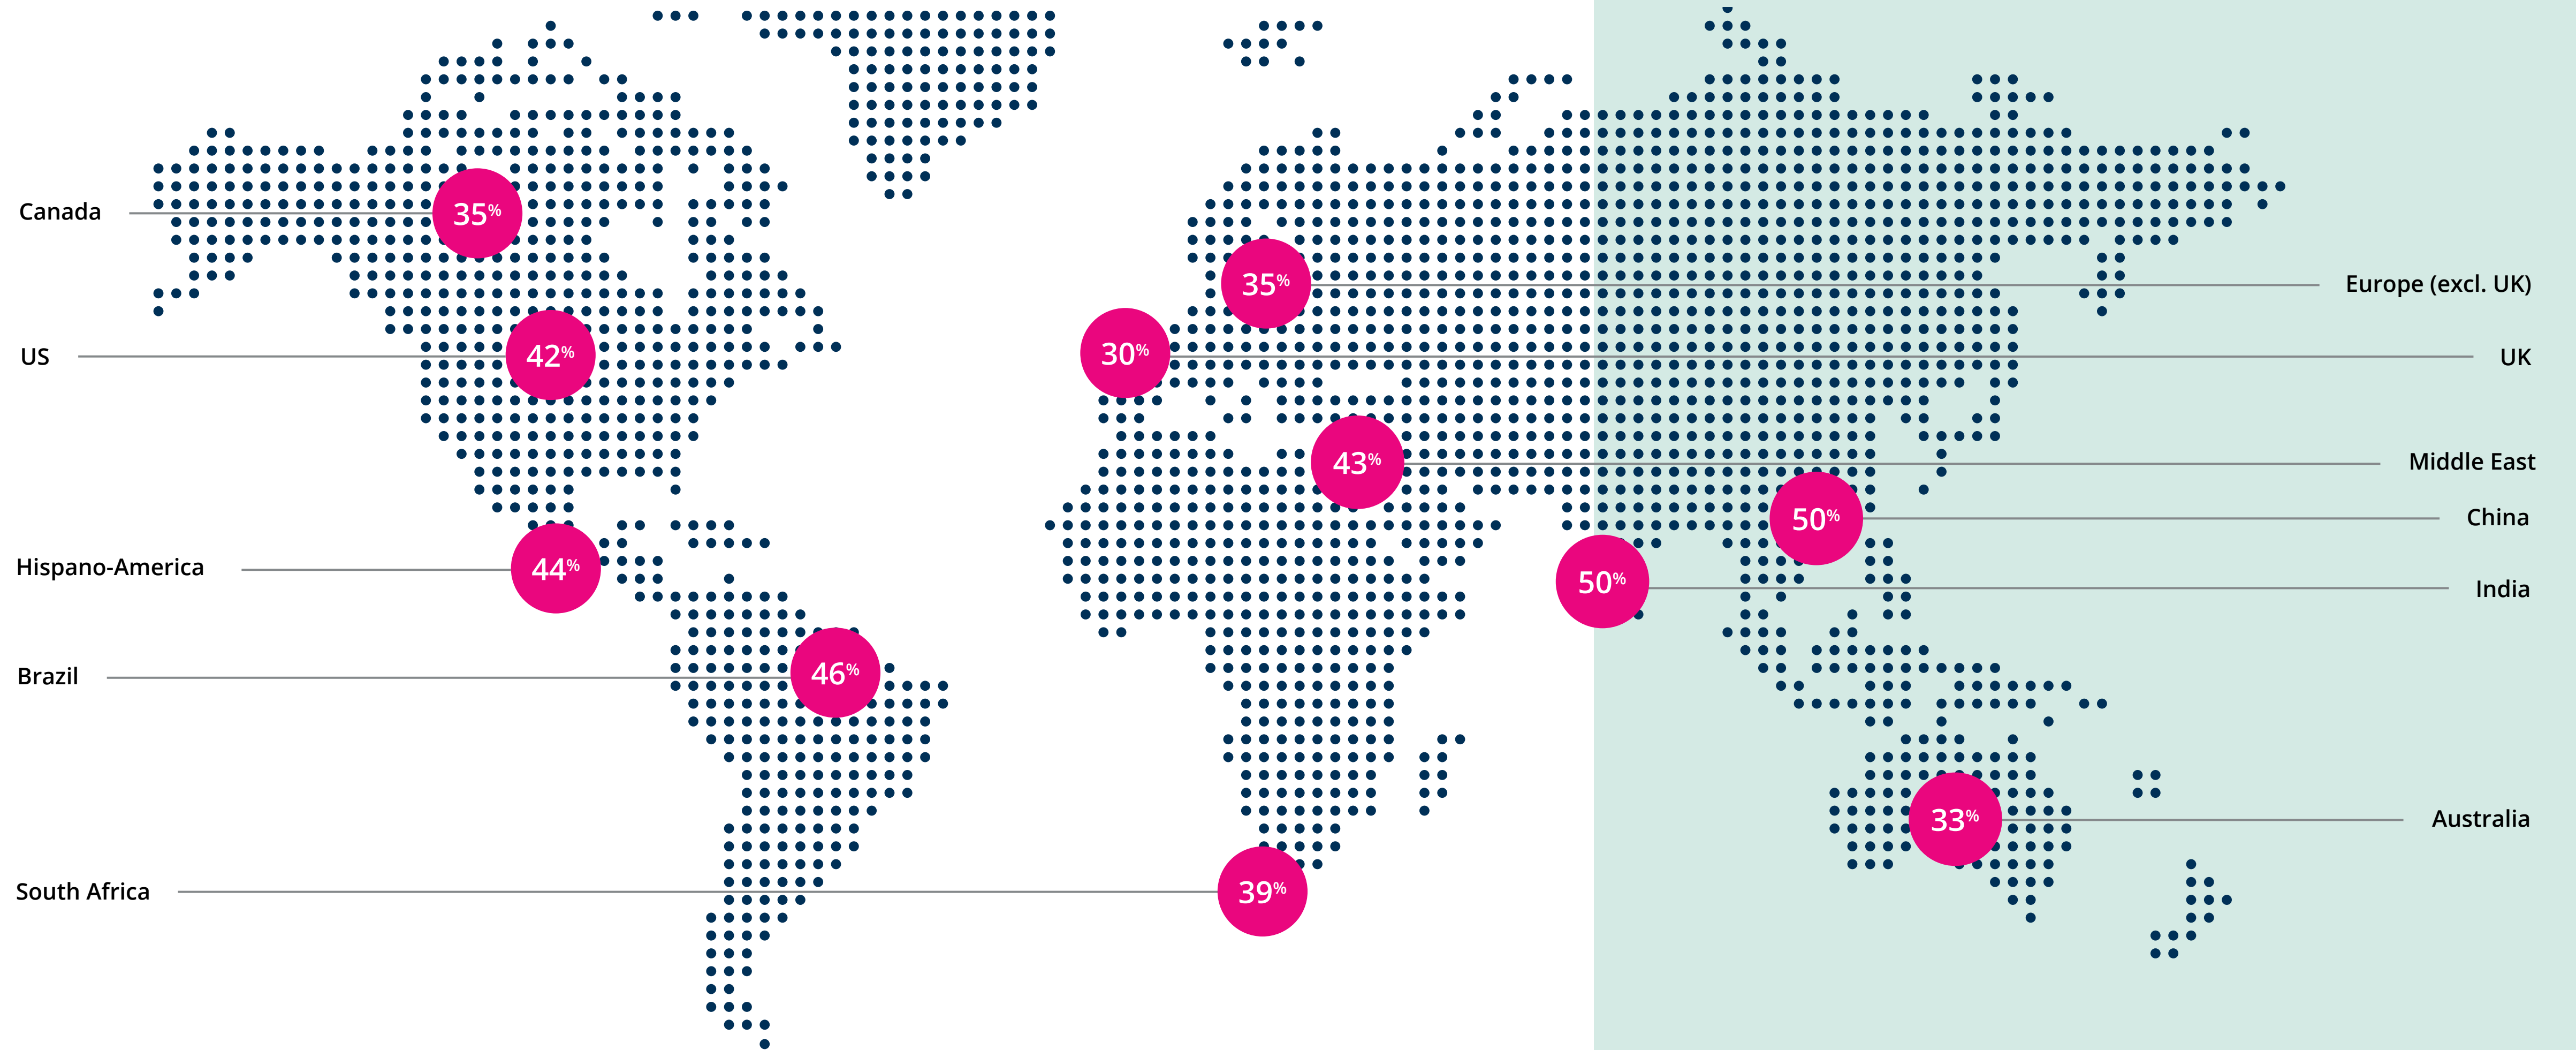 Canada
35%
35%
Europe (excl. UK)
US
42%
30%
UK
43%
Middle East
50%
China
Hispano-America
44%
50%
India
Brazil
46%
33%
Australia
South Africa
39%